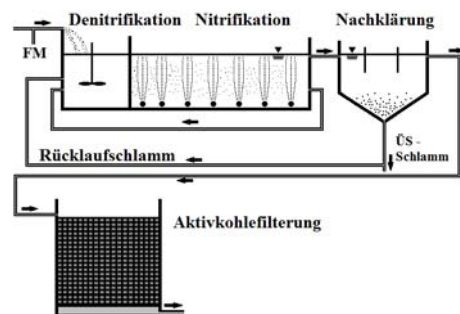 Denitrifikation Nitrifikation Nachklärung
FM
Rücklaufschlamm
ÜS -
Schlamm
Aktivkohlefilterung